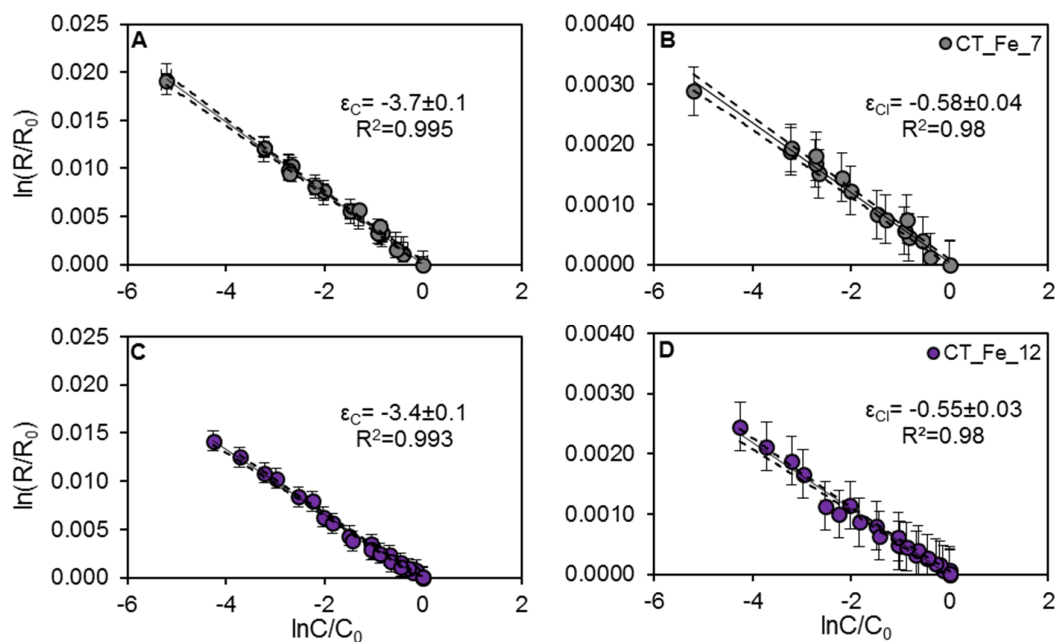 A
B
CT_Fe_7
ε_C= -3.7±0.1
R²=0.995
ε_Cl= -0.58±0.04
R²=0.98
ln(R/R₀)
0.025
0.020
0.015
0.010
0.005
0.000
-6 -4 -2 0 2
0.0040
0.0030
0.0020
0.0010
0.0000
-6 -4 -2 0 2
C
D
CT_Fe_12
ε_C= -3.4±0.1
R²=0.993
ε_Cl= -0.55±0.03
R²=0.98
ln(R/R₀)
0.025
0.020
0.015
0.010
0.005
0.000
-6 -4 -2 0 2
lnC/C₀
0.0040
0.0030
0.0020
0.0010
0.0000
-6 -4 -2 0 2
lnC/C₀